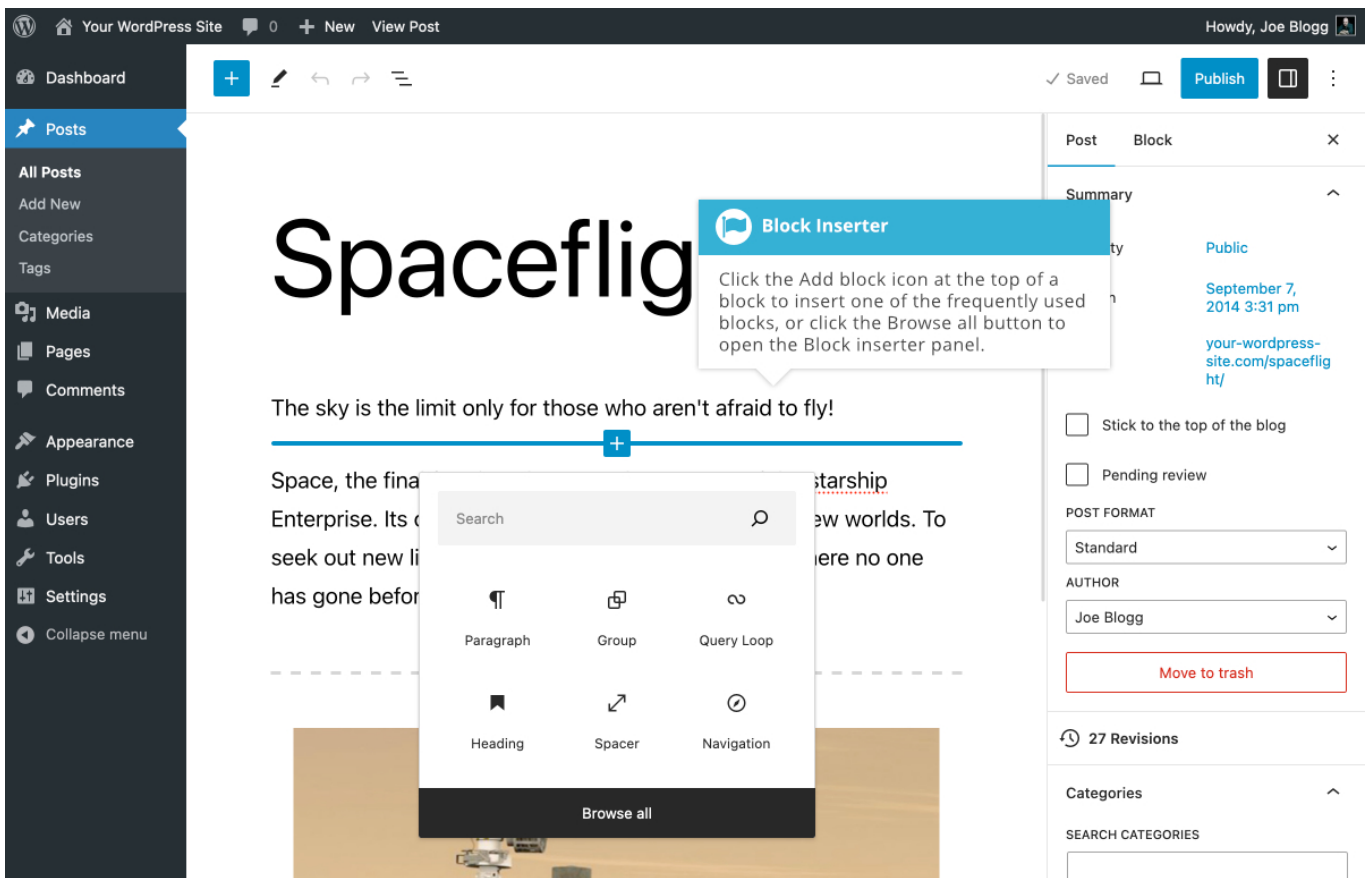 Your WordPress Site 0 New View Post Howdy, Joe Blogg
Dashboard
Posts
All Posts
Add New
Categories
Tags
Media
Pages
Comments
Appearance
Plugins
Users
Tools
Settings
Collapse menu
Saved Publish
Spaceflig
Block Inserter
Click the Add block icon at the top of a
block to insert one of the frequently used
blocks, or click the Browse all button to
open the Block inserter panel.
The sky is the limit only for those who aren't afraid to fly!
Space, the fina starship
Enterprise. Its ew worlds. To
seek out new li ere no one
has gone befor
Search
Paragraph Group Query Loop
Heading Spacer Navigation
Browse all
Post Block
Summary
ty Public
September 7,
2014 3:31 pm
your-wordpress-
site.com/spaceflig
ht/
Stick to the top of the blog
Pending review
POST FORMAT
Standard
AUTHOR
Joe Blogg
Move to trash
27 Revisions
Categories
SEARCH CATEGORIES